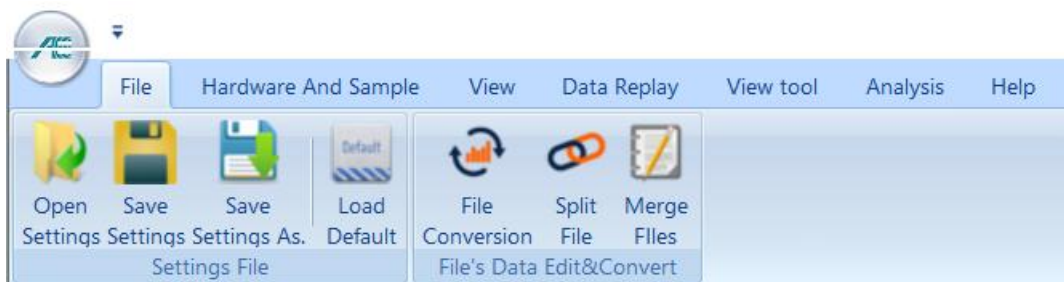 File Hardware And Sample View Data Replay View tool Analysis Help
Default
Open Save Save Load File Split Merge
Settings Settings Settings As. Default Conversion File FIles
Settings File File's Data Edit&Convert